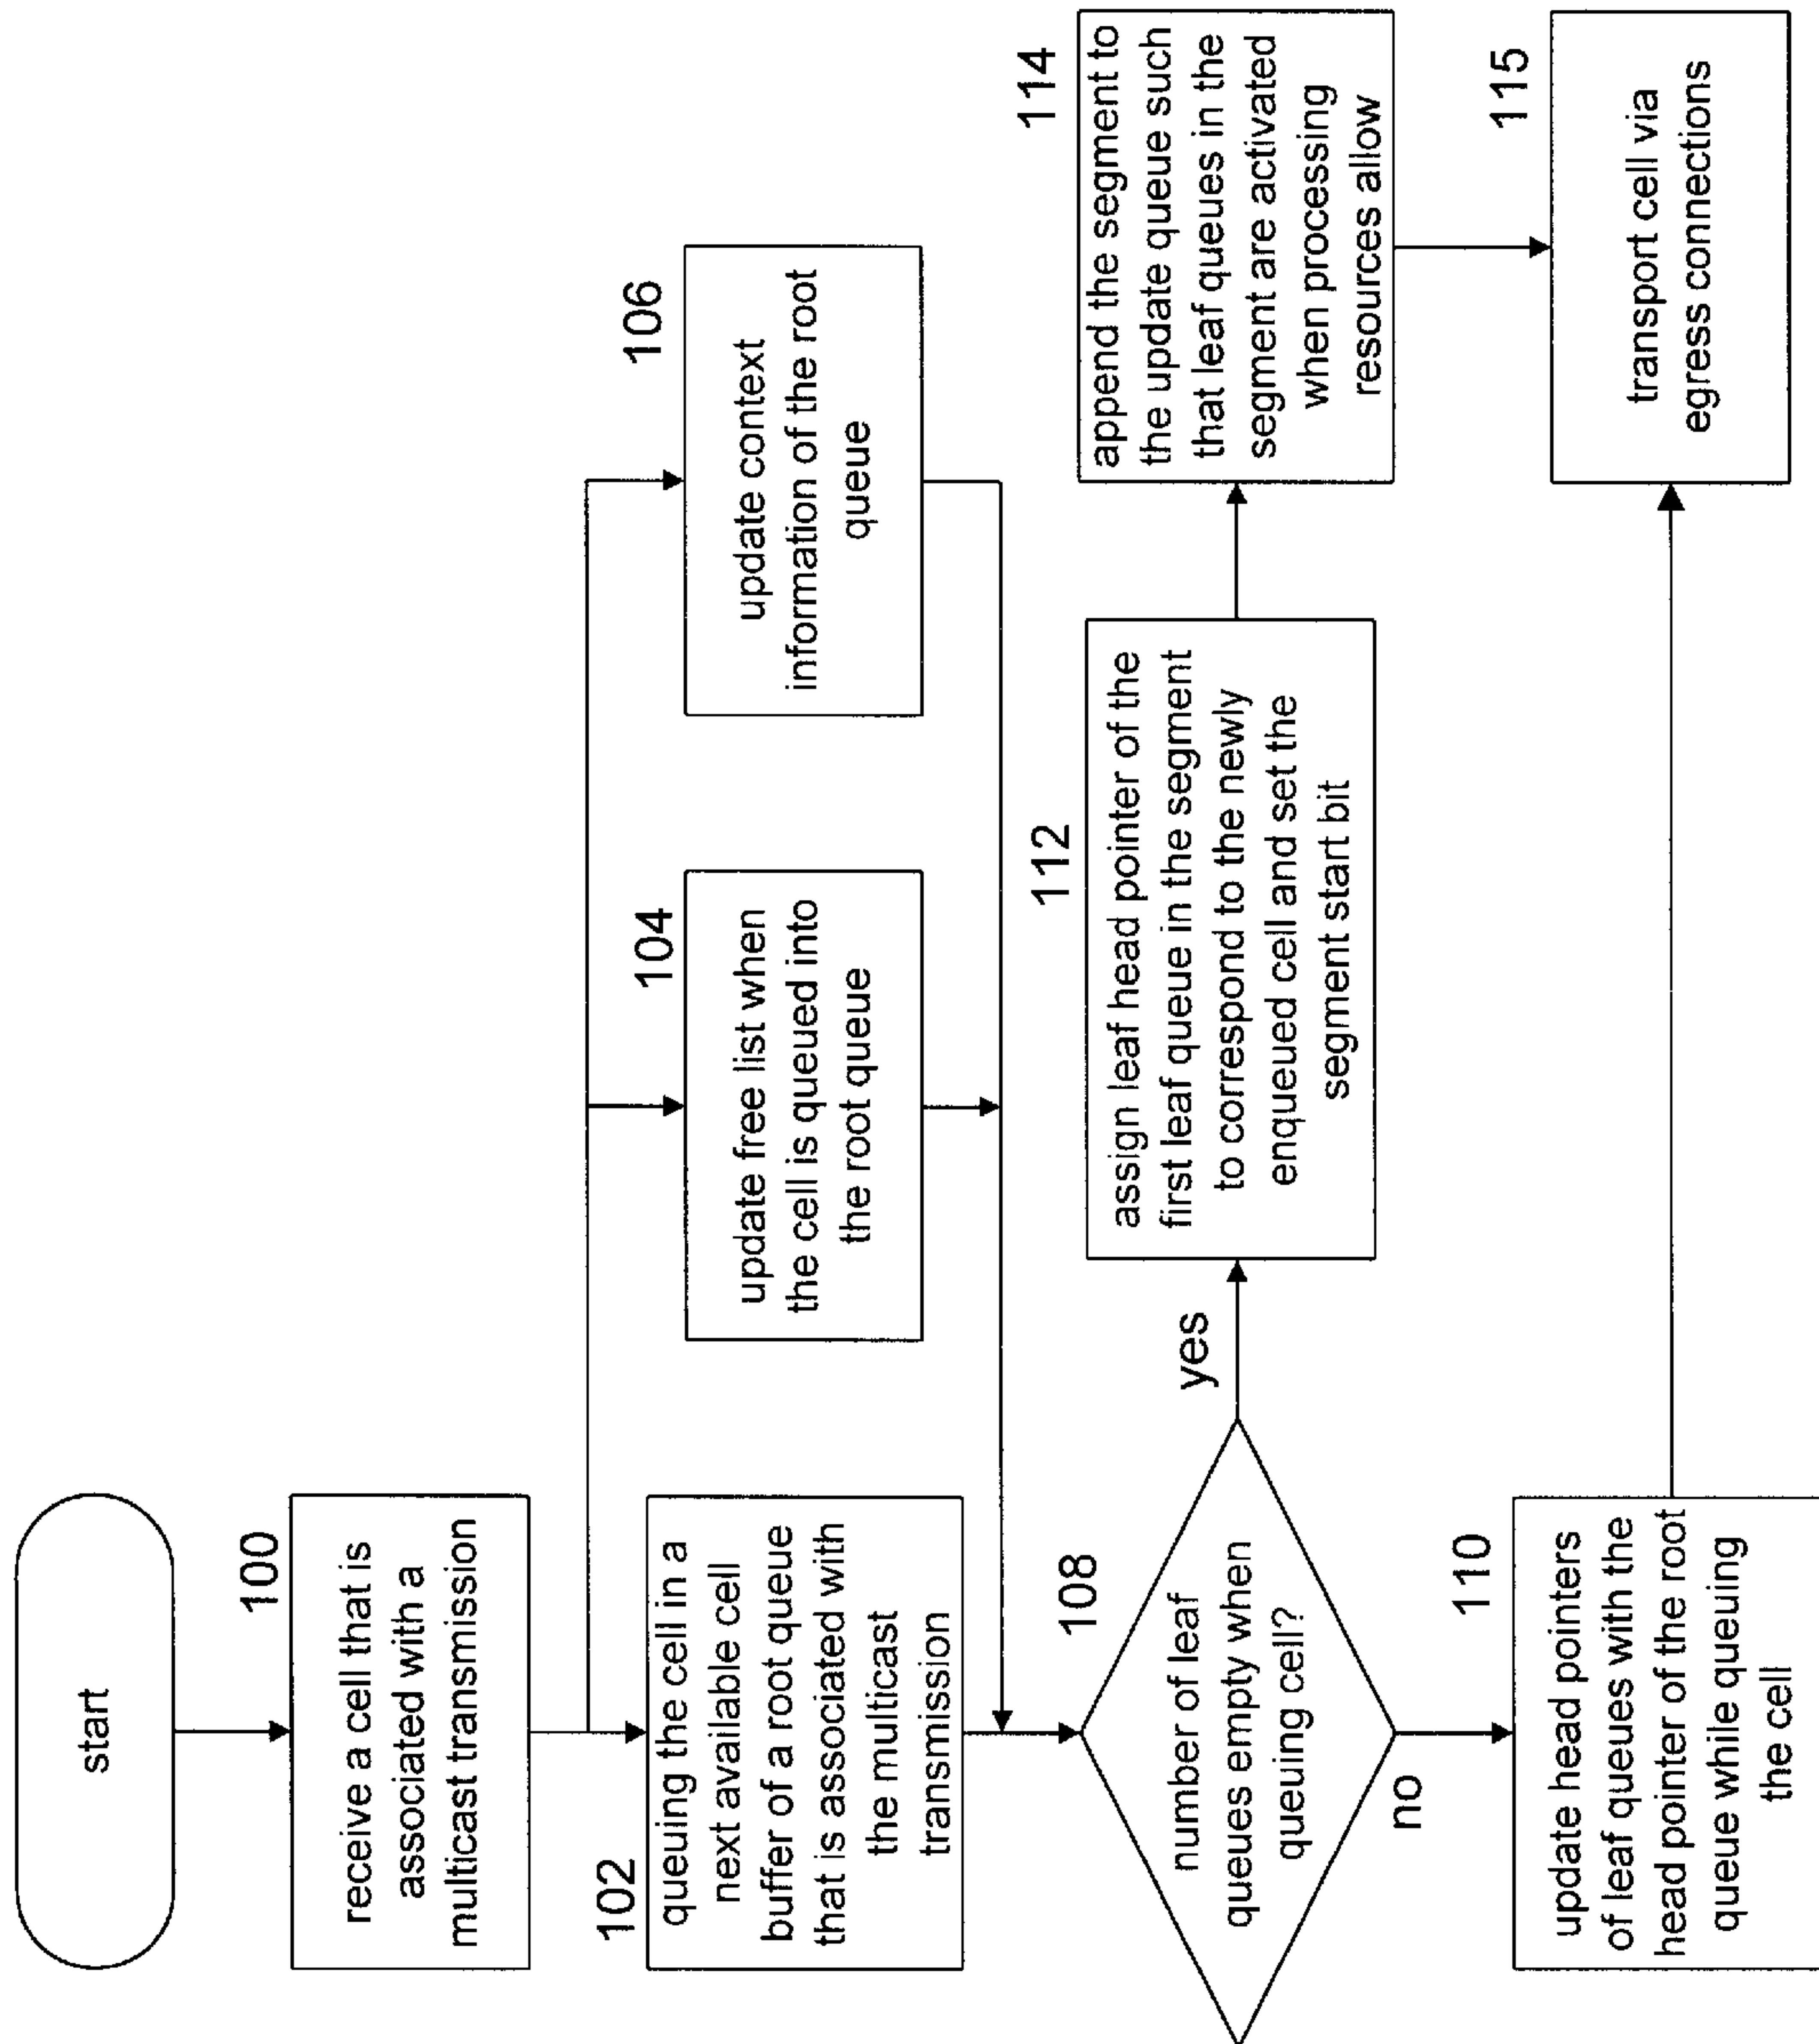 start
100
receive a cell that is
associated with a
multicast transmission
102
queuing the cell in a
next available cell
buffer of a root queue
that is associated with
the multicast
transmission
104
update free list when
the cell is queued into
the root queue
106
update context
information of the root
queue
108
number of leaf
queues empty when
queuing cell?
yes
no
112
assign leaf head pointer of the
first leaf queue in the segment
to correspond to the newly
enqueued cell and set the
segment start bit
114
append the segment to
the update queue such
that leaf queues in the
segment are activated
when processing
resources allow
110
update head pointers
of leaf queues with the
head pointer of the root
queue while queuing
the cell
115
transport cell via
egress connections